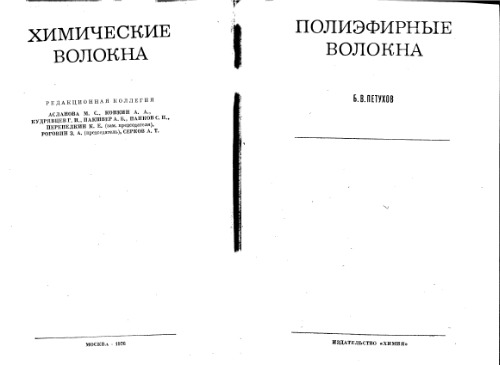 ХИМИЧЕСКИЕ
ВОЛОКНА
РЕДАКЦИОННАЯ КОЛЛЕГИЯ
АСЛАНОВА М. С., КОНКИН А. А.,
КУДРЯВЦЕВ Г. И., ПАКШВЕР А. Б., ПАПКОВ С. П.,
ПЕРЕПЕЛКИН К. Е. (зам. председателя),
РОГОВИН З. А. (председатель), СЕРКОВ А. Т.
МОСКВА · 1976
ПОЛИЭФИРНЫЕ
ВОЛОКНА
Б. В. ПЕТУХОВ
ИЗДАТЕЛЬСТВО «ХИМИЯ»